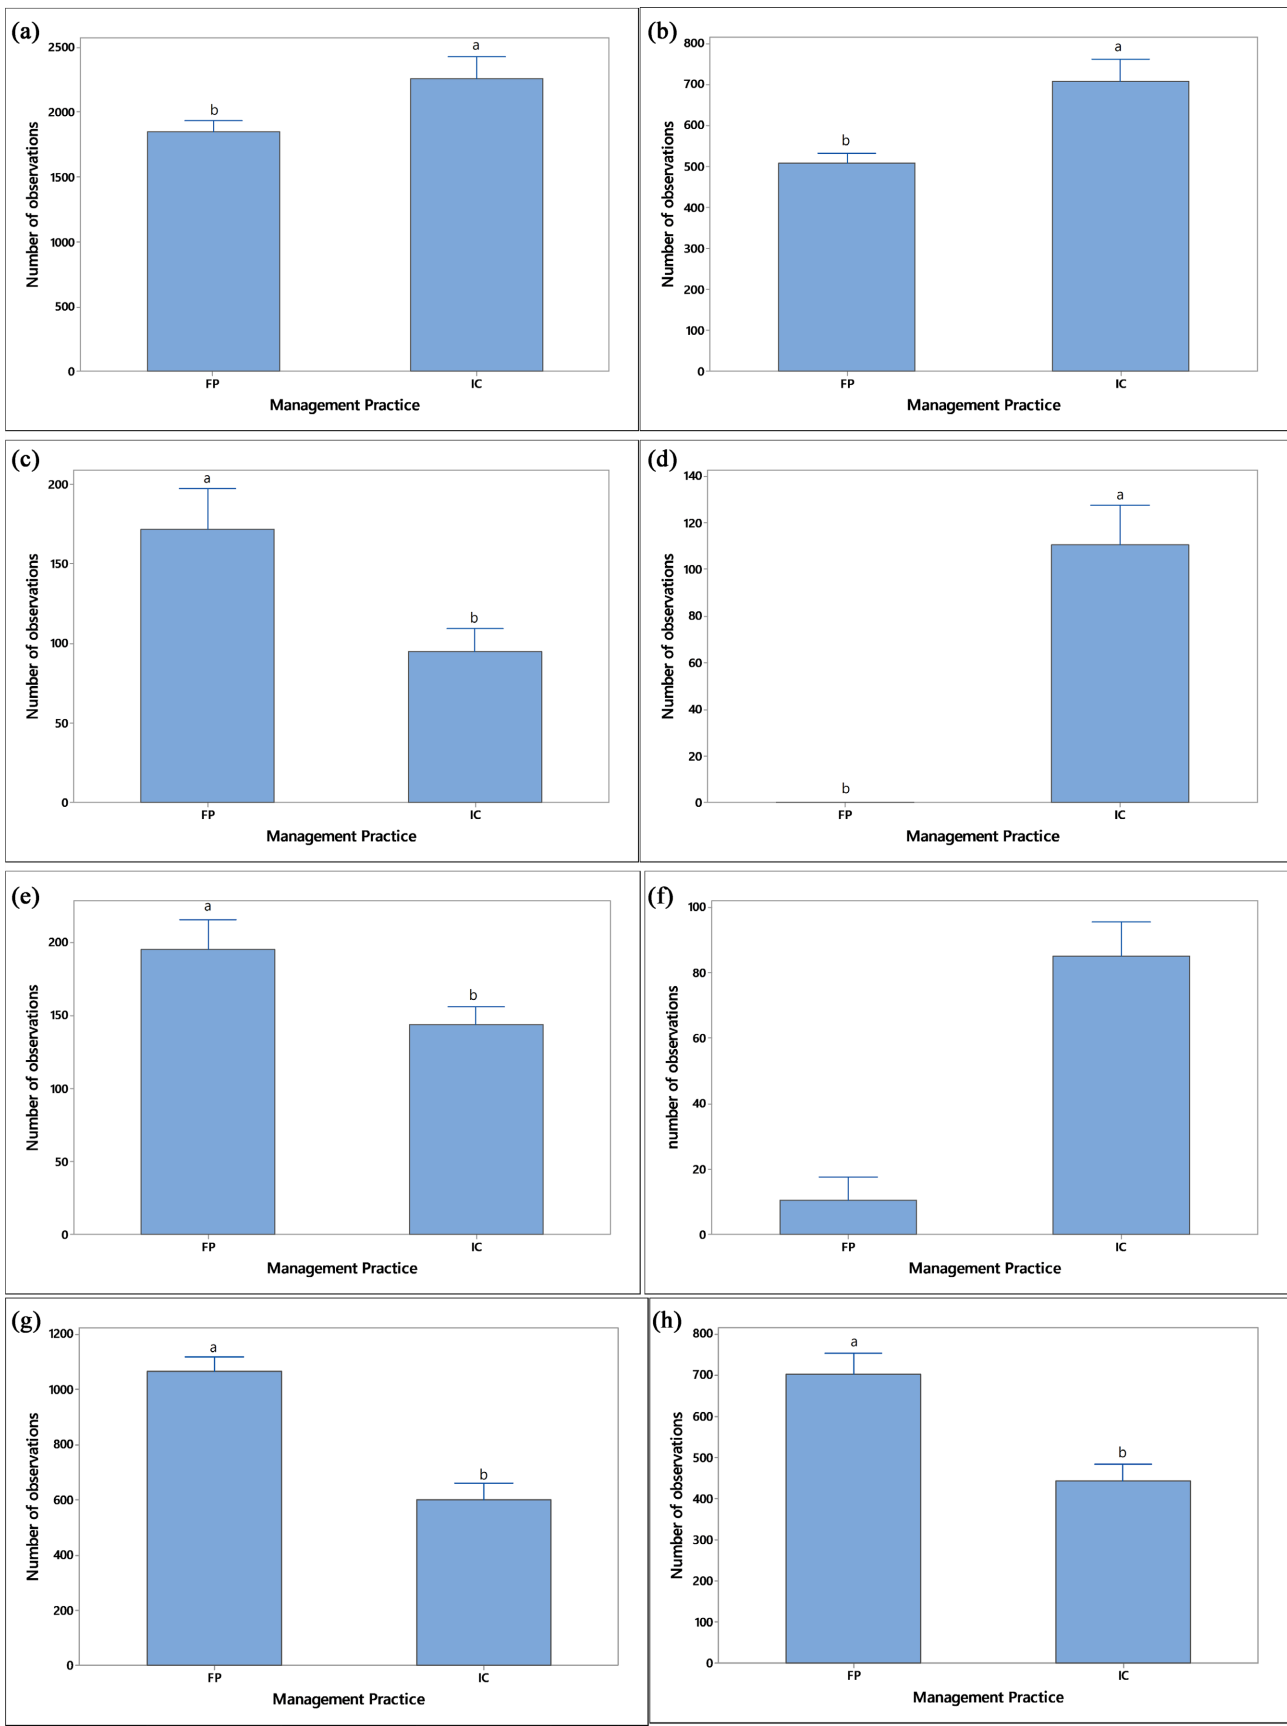 (a)
2500
2000
1500
1000
500
0
Number of observations
b
a
FP
IC
Management Practice
(b)
800
700
600
500
400
300
200
100
0
Number of observations
b
a
FP
IC
Management Practice
(c)
200
150
100
50
0
Number of observations
a
b
FP
IC
Management Practice
(d)
140
120
100
80
60
40
20
0
Number of observations
b
a
FP
IC
Management Practice
(e)
200
150
100
50
0
Number of observations
a
b
FP
IC
Management Practice
(f)
100
80
60
40
20
0
number of observations
FP
IC
Management Practice
(g)
1200
1000
800
600
400
200
0
Number of observations
a
b
FP
IC
Management Practice
(h)
800
700
600
500
400
300
200
100
0
Number of observations
a
b
FP
IC
Management Practice